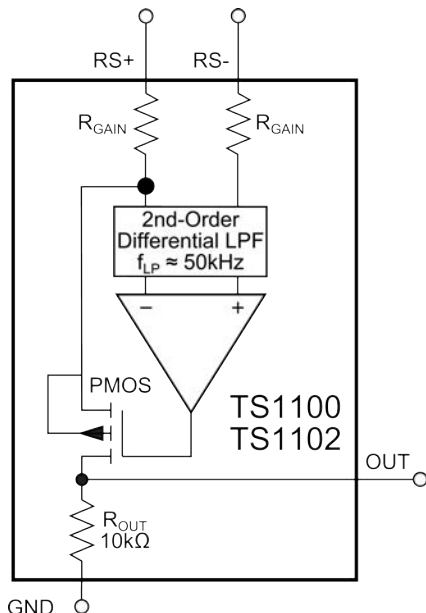 RS+
RS-
RGAIN
RGAIN
2nd-Order
Differential LPF
fLP ≈ 50kHz
−
+
PMOS
TS1100
TS1102
OUT
ROUT
10kΩ
GND